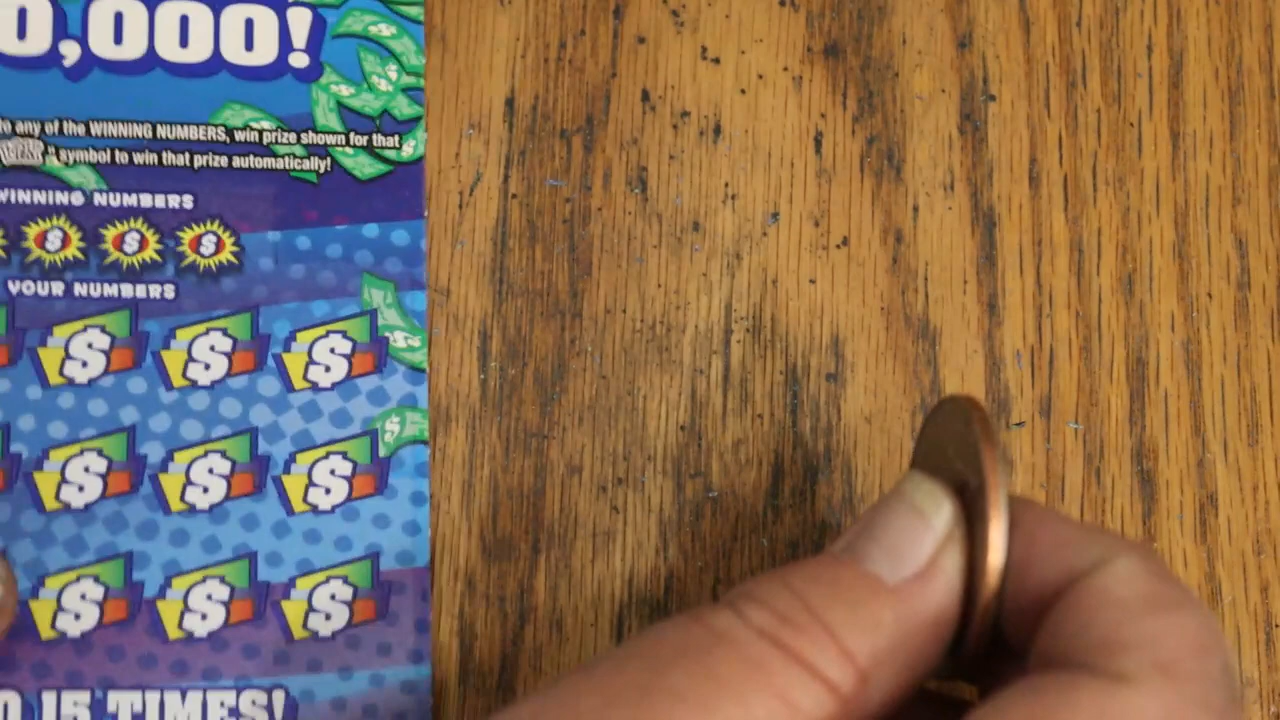 0,000!
to any of the WINNING NUMBERS, win prize shown for that
" symbol to win that prize automatically!
WINNING NUMBERS
$ $ $
YOUR NUMBERS
$ $ $
$ $ $
$ $ $
O 15 TIMES!